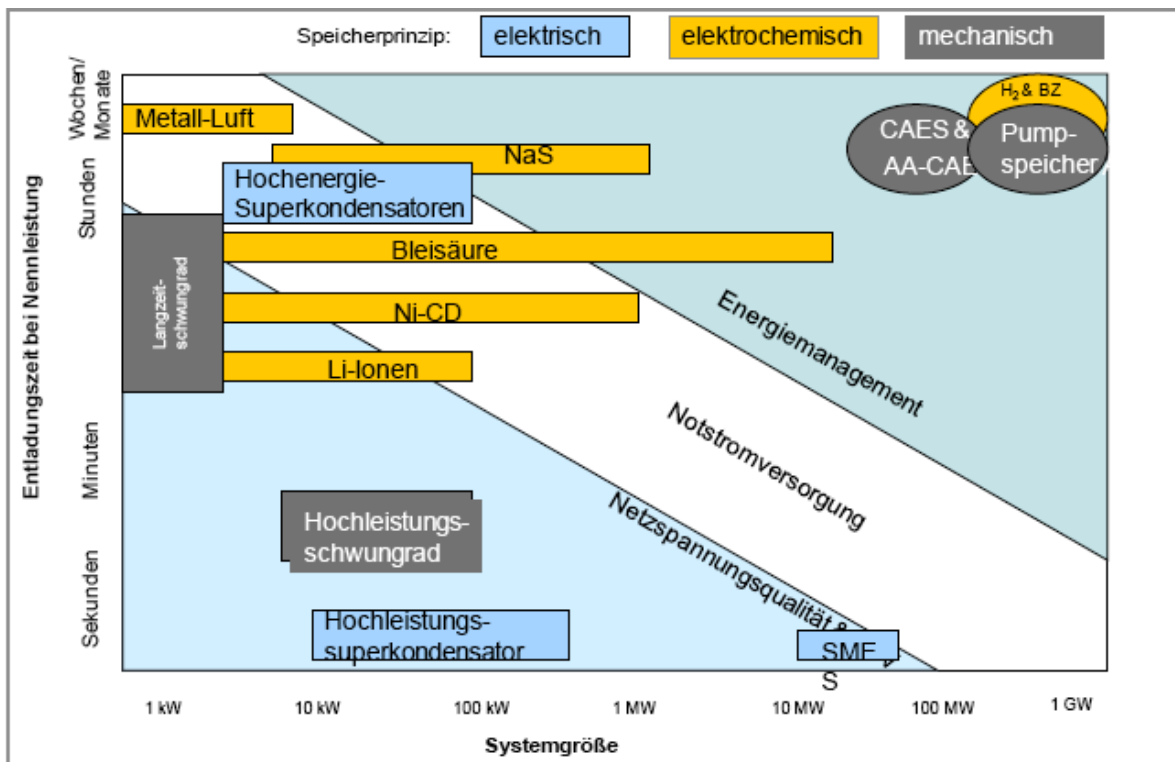 Speicherprinzip:
elektrisch
elektrochemisch
mechanisch
Entladungszeit bei Nennleistung
Wochen/
Monate
Stunden
Minuten
Sekunden
Metall-Luft
NaS
Hochenergie-
Superkondensatoren
Langzeit-
schwungrad
Bleisäure
Ni-CD
Li-Ionen
CAES &
AA-CAE
H₂ & BZ
Pump-
speicher
Energiemanagement
Notstromversorgung
Netzspannungsqualität &
Hochleistungs-
schwungrad
Hochleistungs-
superkondensator
SME
S
1 kW
10 kW
100 kW
1 MW
10 MW
100 MW
1 GW
Systemgröße